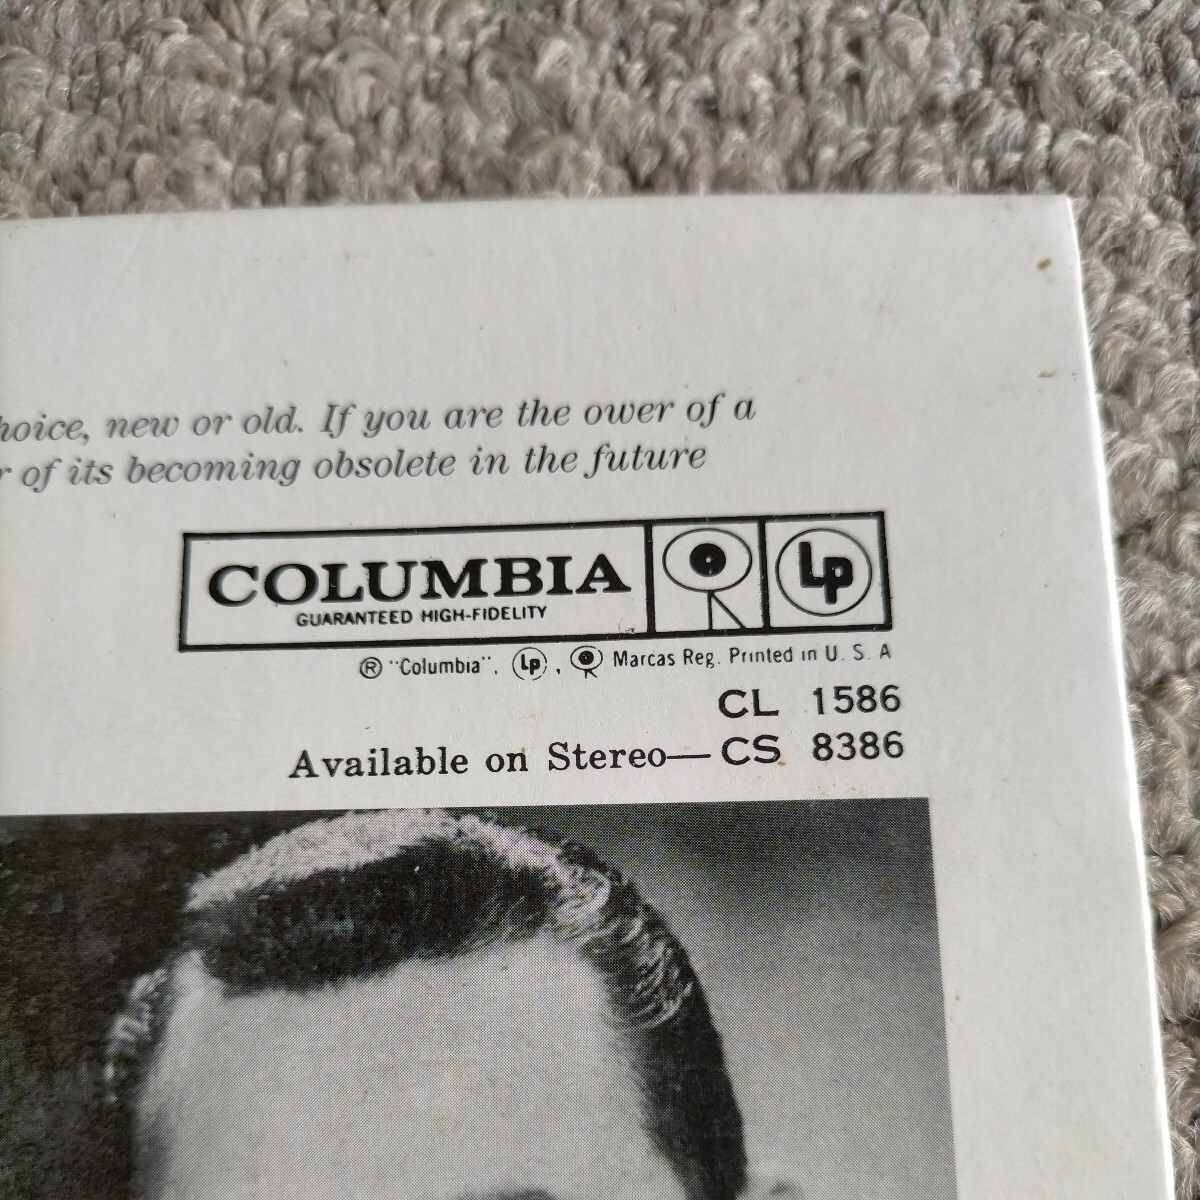 hoice, new or old. If you are the ower of a
r of its becoming obsolete in the future
COLUMBIA
GUARANTEED HIGH-FIDELITY
Lp
® "Columbia", Lp, Marcas Reg. Printed in U. S. A
CL 1586
Available on Stereo—CS 8386